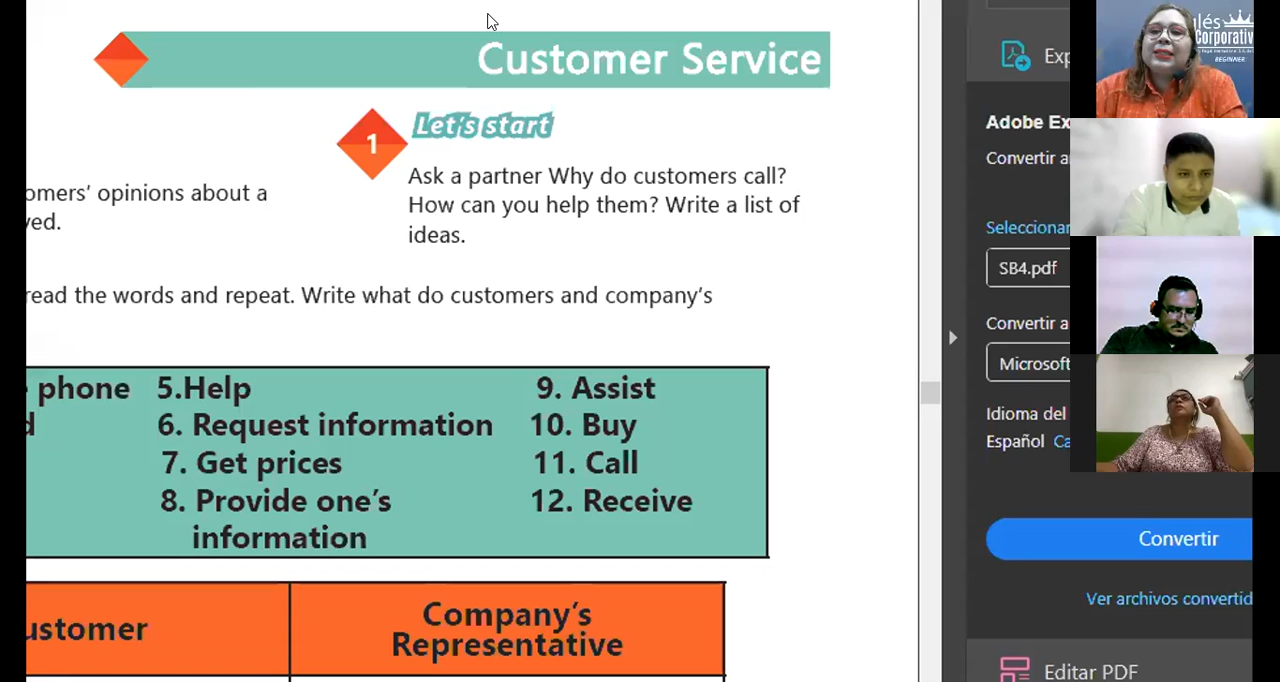 Customer Service
Let's start
1
Ask a partner Why do customers call?
How can you help them? Write a list of
ideas.
omers' opinions about a
ved.
read the words and repeat. Write what do customers and company's
phone
5.Help
6. Request information
7. Get prices
8. Provide one's
information
9. Assist
10. Buy
11. Call
12. Receive
ustomer
Company's
Representative
Exp
Adobe Ex
Convertir a
Seleccionar
SB4.pdf
Convertir a
Microsoft
Idioma del
Español Ca
Convertir
Ver archivos convertid
Editar PDF
glés
Corporativ
BEGINNER